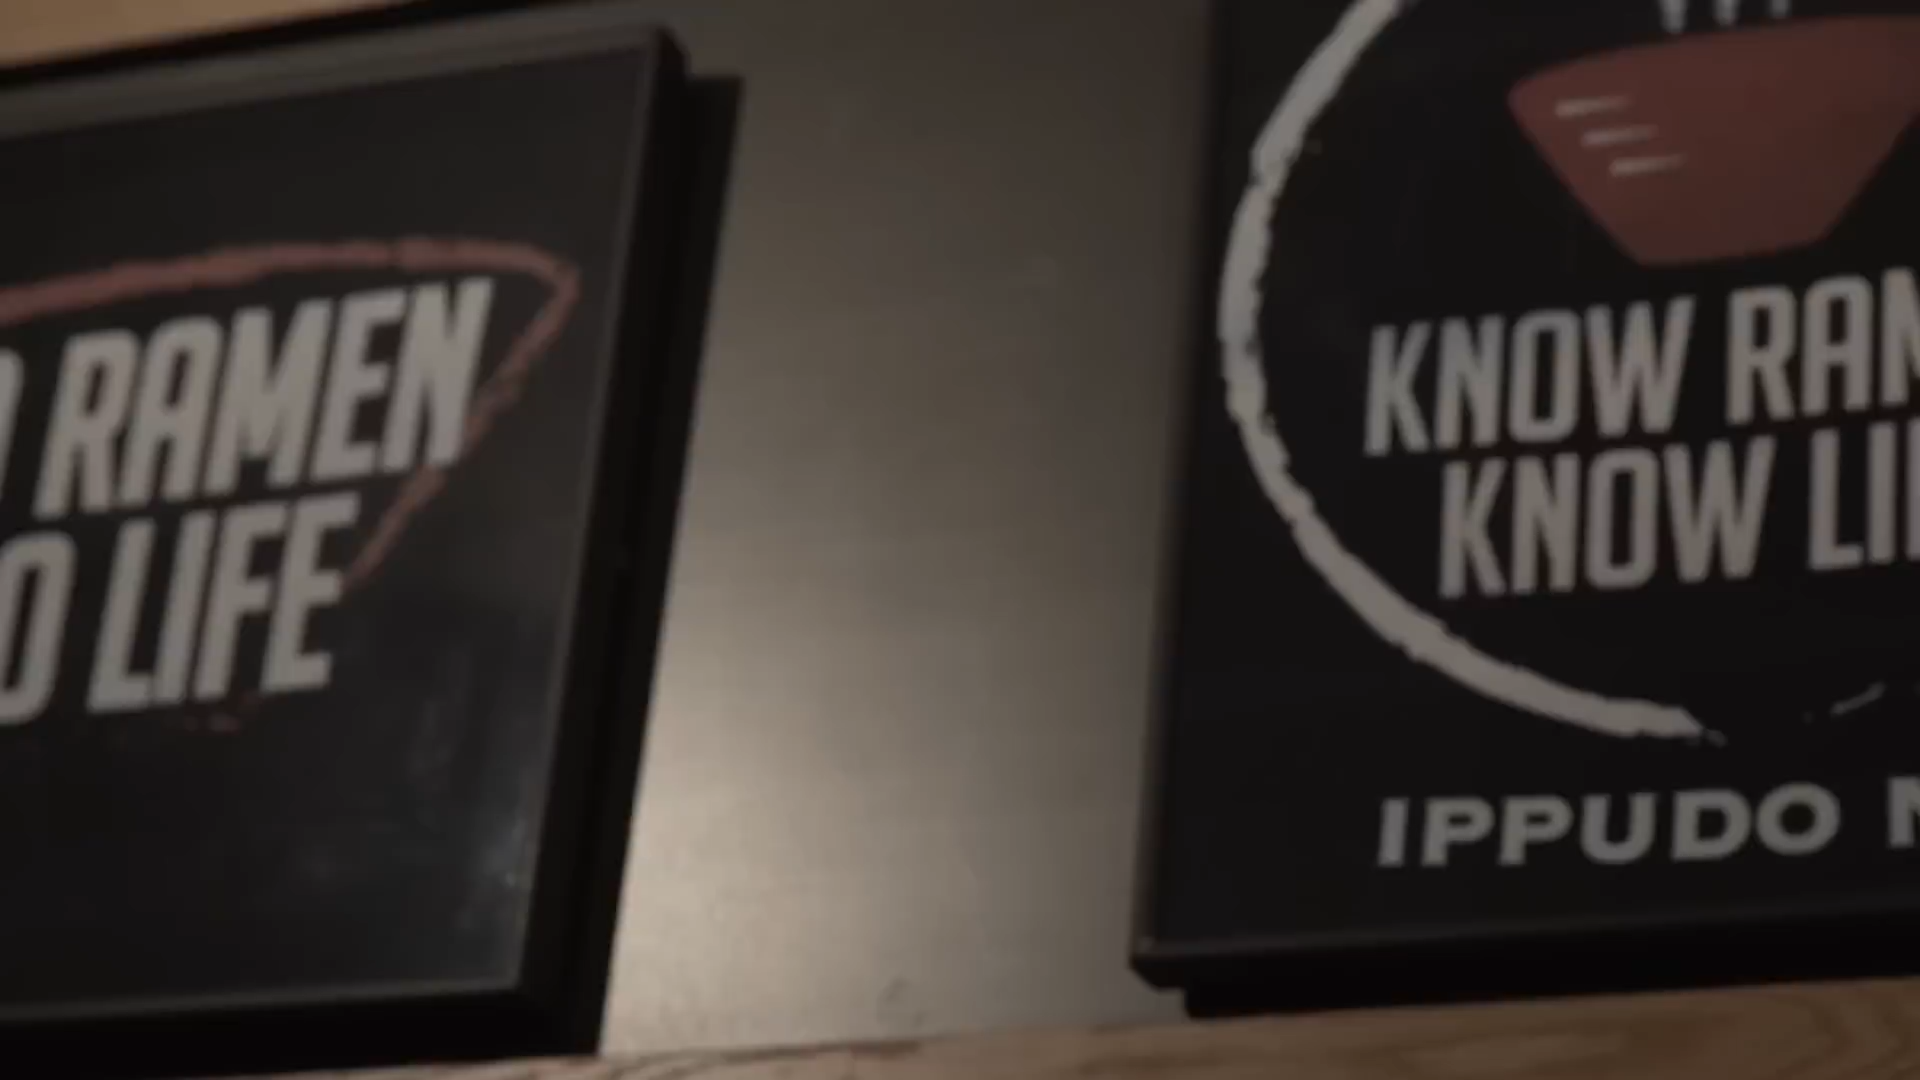 RAMEN
O LIFE
KNOW RAM
KNOW LI
IPPUDO N